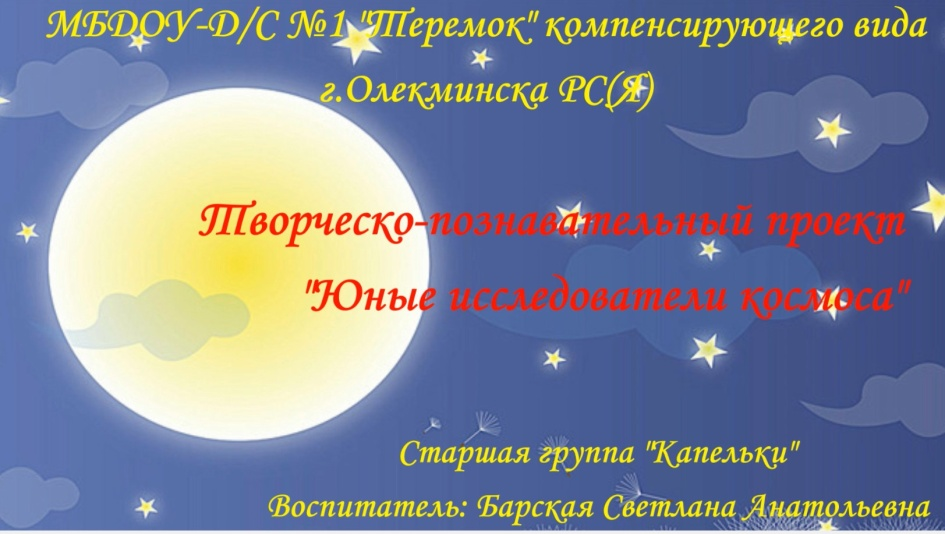 МБДОУ-Д/С №1 "Теремок" компенсирующего вида
г.Олекминска РС(Я)
Творческо-познавательный проект
"Юные исследователи космоса"
Старшая группа "Капельки"
Воспитатель: Барская Светлана Анатольевна